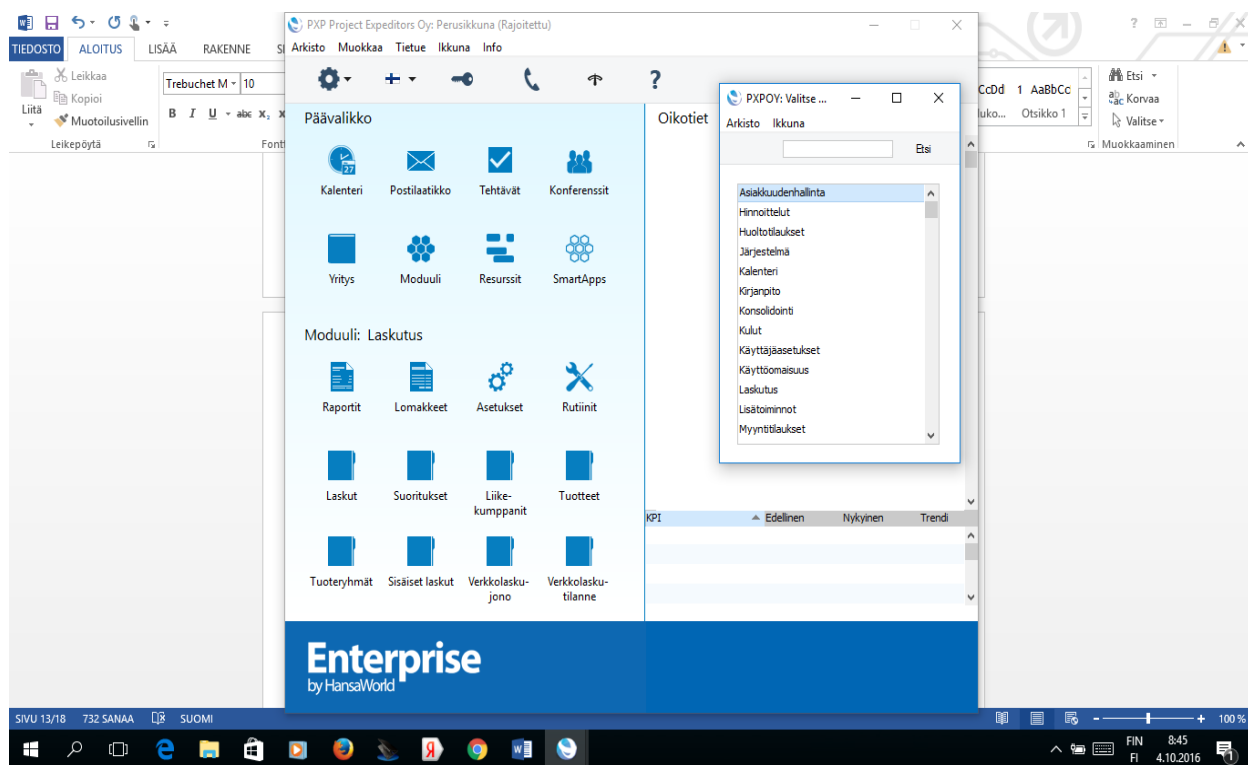 PXP Project Expeditors Oy: Perusikkuna (Rajoitettu)
TIEDOSTO ALOITUS LISÄÄ RAKENNE
Arkisto Muokkaa Tietue Ikkuna Info
Leikkaa
Kopioi
Liitä
Muotoilusivellin
Leikepöytä
Trebuchet M 10
B I U abc X₂
?
Päävalikko
Kalenteri Postilaatikko Tehtävät Konferenssit
27
Yritys Moduuli Resurssit SmartApps
Moduuli: Laskutus
Raportit Lomakkeet Asetukset Rutiinit
Laskut Suoritukset Liike-
kumppanit Tuotteet
Tuoteryhmät Sisäiset laskut Verkkolasku-
jono Verkkolasku-
tilanne
Oikotiet
PXPOY: Valitse ...
Arkisto Ikkuna
Etsi
Asiakkuudenhallinta
Hinnoittelut
Huoltotilaukset
Järjestelmä
Kalenteri
Kirjanpito
Konsolidointi
Kulut
Käyttäjäasetukset
Käyttöomaisuus
Laskutus
Lisätoiminnot
Myyntitilaukset
KPI Edellinen Nykyinen Trendi
Enterprise
by HansaWorld
?
CcDd 1 AaBbCc
Otsikko 1
Etsi
Korvaa
Valitse
Muokkaaminen
SIVU 13/18 732 SANAA SUOMI
100 %
FIN
FI
8:45
4.10.2016